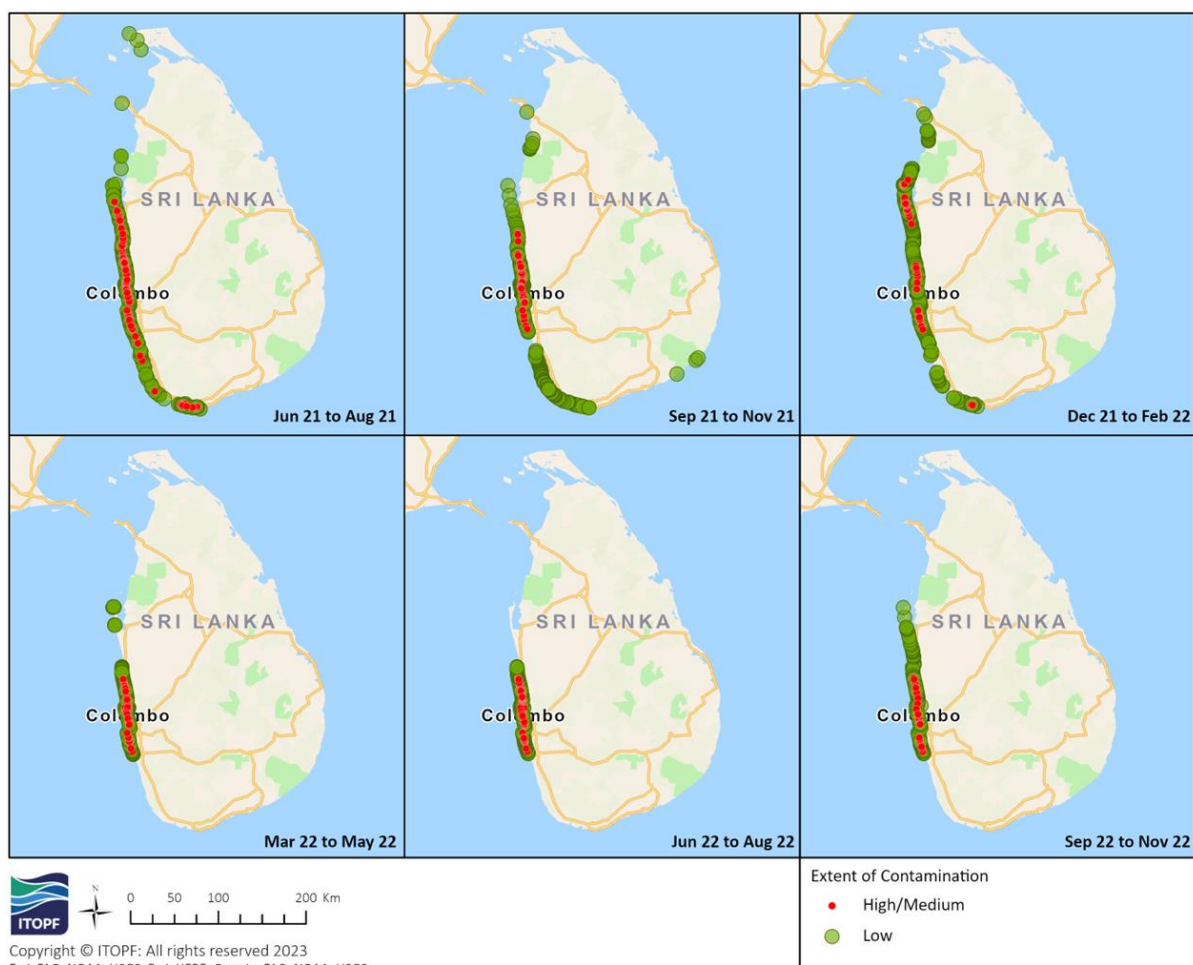 SRI LANKA
Colombo
Jun 21 to Aug 21
SRI LANKA
Colombo
Sep 21 to Nov 21
SRI LANKA
Colombo
Dec 21 to Feb 22
SRI LANKA
Colombo
Mar 22 to May 22
SRI LANKA
Colombo
Jun 22 to Aug 22
SRI LANKA
Colombo
Sep 22 to Nov 22
ITOPF
N
0 50 100 200 Km
Extent of Contamination
High/Medium
Low
Copyright © ITOPF: All rights reserved 2023